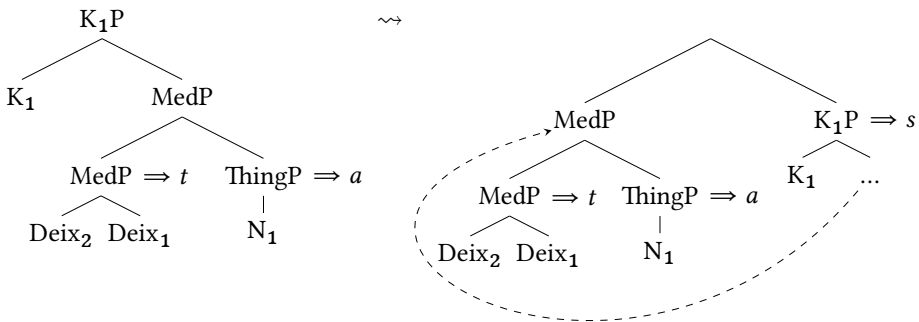 K₁P ⇝
K₁ MedP MedP K₁P ⇒ s
MedP ⇒ t ThingP ⇒ a MedP ⇒ t ThingP ⇒ a K₁ ...
Deix₂ Deix₁ N₁ Deix₂ Deix₁ N₁